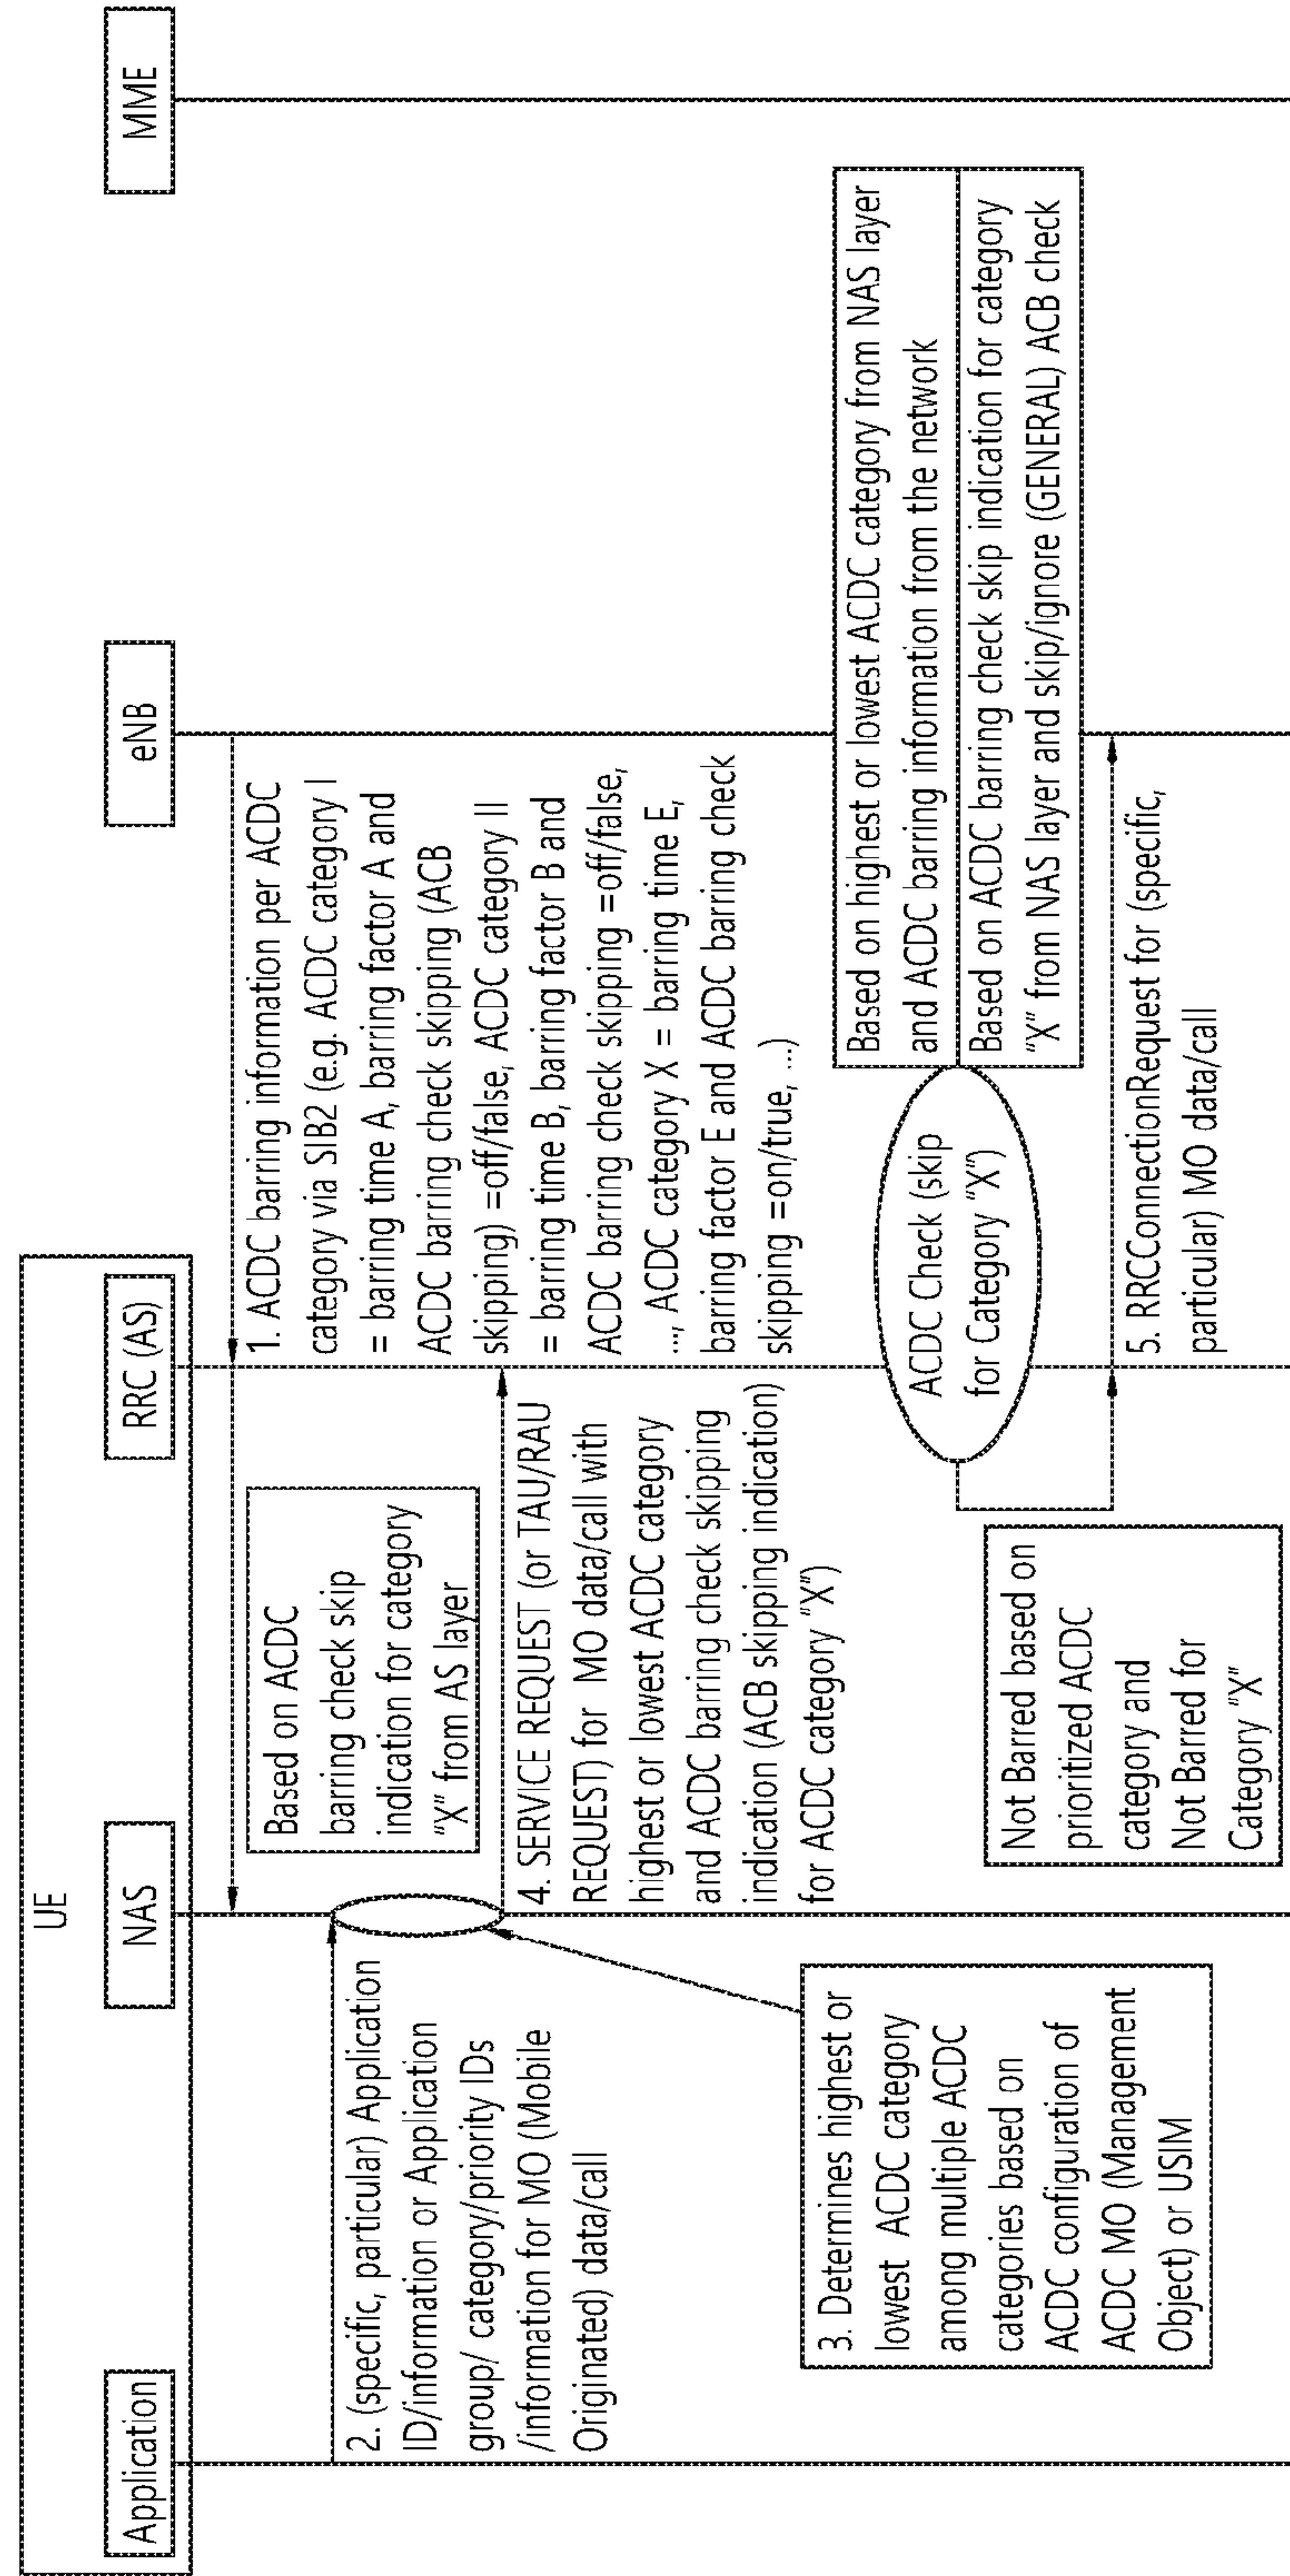 UE
Application
NAS
RRC (AS)
eNB
MME
1. ACDC barring information per ACDC
category via SIB2 (e.g. ACDC category I
= barring time A, barring factor A and
ACDC barring check skipping (ACB
skipping) =off/false, ACDC category II
= barring time B, barring factor B and
ACDC barring check skipping =off/false,
..., ACDC category X = barring time E,
barring factor E and ACDC barring check
skipping =on/true, ...)
Based on ACDC
barring check skip
indication for category
"X" from AS layer
2. (specific, particular) Application
ID/information or Application
group/ category/priority IDs
/information for MO (Mobile
Originated) data/call
3. Determines highest or
lowest ACDC category
among multiple ACDC
categories based on
ACDC configuration of
ACDC MO (Management
Object) or USIM
4. SERVICE REQUEST (or TAU/RAU
REQUEST) for MO data/call with
highest or lowest ACDC category
and ACDC barring check skipping
indication (ACB skipping indication)
for ACDC category "X")
ACDC Check (skip
for Category "X")
Based on highest or lowest ACDC category from NAS layer
and ACDC barring information from the network
Based on ACDC barring check skip indication for category
"X" from NAS layer and skip/ignore (GENERAL) ACB check
Not Barred based on
prioritized ACDC
category and
Not Barred for
Category "X"
5. RRCConnectionRequest for (specific,
particular) MO data/call